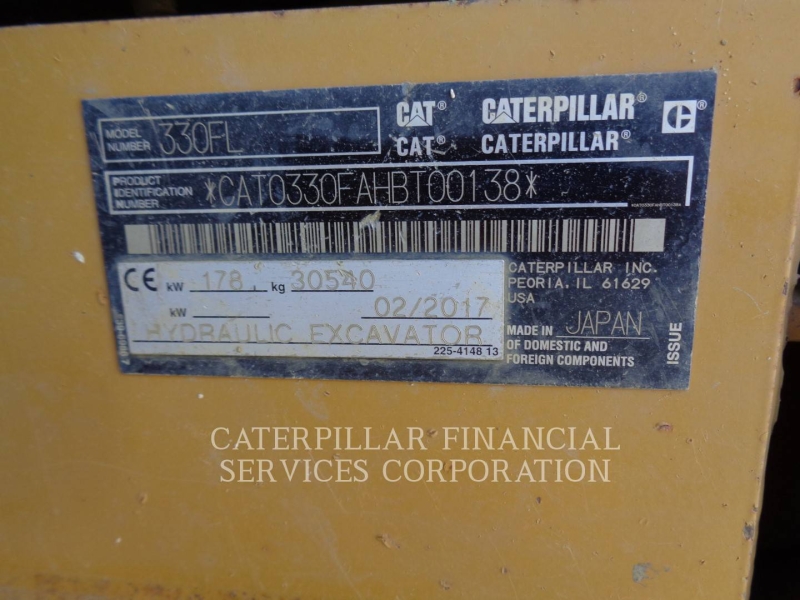 MODEL
NUMBER 330FL
CAT® CATERPILLAR®
CAT® CATERPILLAR®
C ®
PRODUCT
IDENTIFICATION
NUMBER *CAT0330FAHBT00138*
CE kW 178. kg 30540
kW 02/2017
HYDRAULIC EXCAVATOR
225-4148 13
CATERPILLAR INC.
PEORIA, IL 61629
USA
MADE IN JAPAN
OF DOMESTIC AND
FOREIGN COMPONENTS
ISSUE
CATERPILLAR FINANCIAL
SERVICES CORPORATION